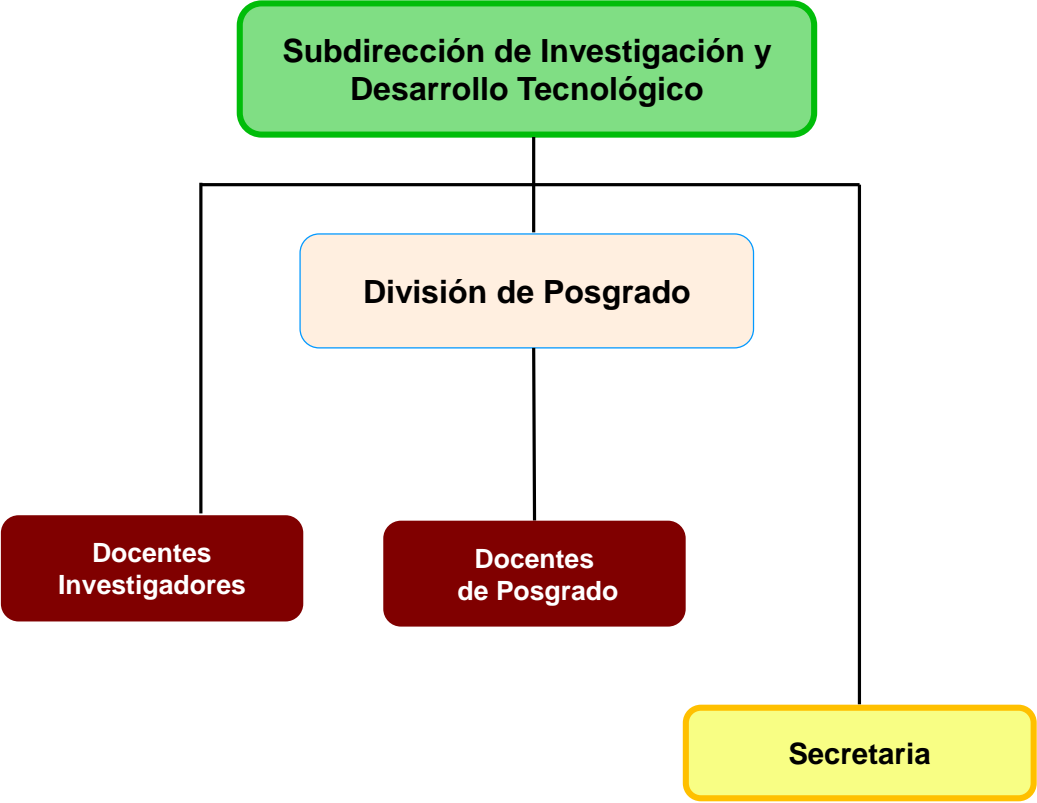 Subdirección de Investigación y
Desarrollo Tecnológico
División de Posgrado
Docentes
Investigadores
Docentes
de Posgrado
Secretaria